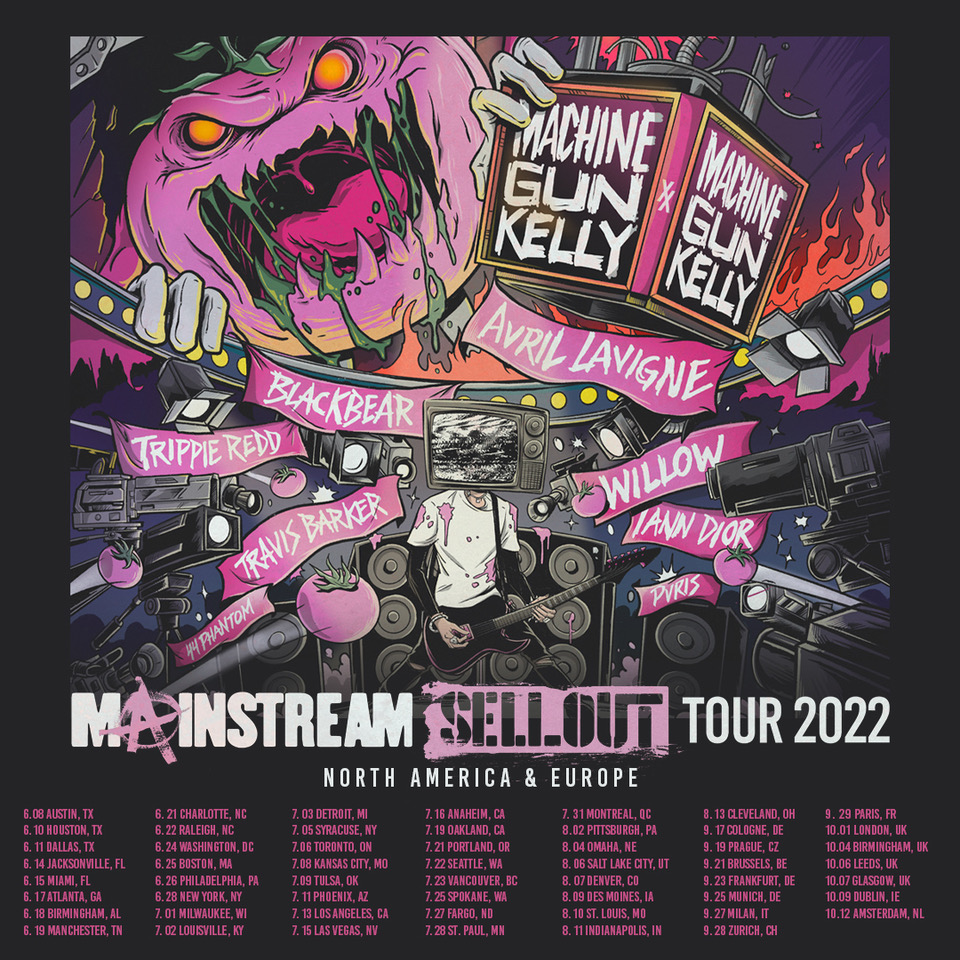 MACHINE
GUN
KELLY
X
MACHINE
GUN
KELLY
AVRIL LAVIGNE
BLACKBEAR
TRIPPIE REDD
WILLOW
TRAVIS BARKER
IANN DIOR
PVRIS
44 PHANTOM
MAINSTREAM SELLOUT TOUR 2022
NORTH AMERICA & EUROPE
6.08 AUSTIN, TX
6.10 HOUSTON, TX
6.11 DALLAS, TX
6.14 JACKSONVILLE, FL
6.15 MIAMI, FL
6.17 ATLANTA, GA
6.18 BIRMINGHAM, AL
6.19 MANCHESTER, TN
6.21 CHARLOTTE, NC
6.22 RALEIGH, NC
6.24 WASHINGTON, DC
6.25 BOSTON, MA
6.26 PHILADELPHIA, PA
6.28 NEW YORK, NY
7.01 MILWAUKEE, WI
7.02 LOUISVILLE, KY
7.03 DETROIT, MI
7.05 SYRACUSE, NY
7.06 TORONTO, ON
7.08 KANSAS CITY, MO
7.09 TULSA, OK
7.11 PHOENIX, AZ
7.13 LOS ANGELES, CA
7.15 LAS VEGAS, NV
7.16 ANAHEIM, CA
7.19 OAKLAND, CA
7.21 PORTLAND, OR
7.22 SEATTLE, WA
7.23 VANCOUVER, BC
7.25 SPOKANE, WA
7.27 FARGO, ND
7.28 ST. PAUL, MN
7.31 MONTREAL, QC
8.02 PITTSBURGH, PA
8.04 OMAHA, NE
8.06 SALT LAKE CITY, UT
8.07 DENVER, CO
8.09 DES MOINES, IA
8.10 ST. LOUIS, MO
8.11 INDIANAPOLIS, IN
8.13 CLEVELAND, OH
9.17 COLOGNE, DE
9.19 PRAGUE, CZ
9.21 BRUSSELS, BE
9.23 FRANKFURT, DE
9.25 MUNICH, DE
9.27 MILAN, IT
9.28 ZURICH, CH
9.29 PARIS, FR
10.01 LONDON, UK
10.04 BIRMINGHAM, UK
10.06 LEEDS, UK
10.07 GLASGOW, UK
10.09 DUBLIN, IE
10.12 AMSTERDAM, NL